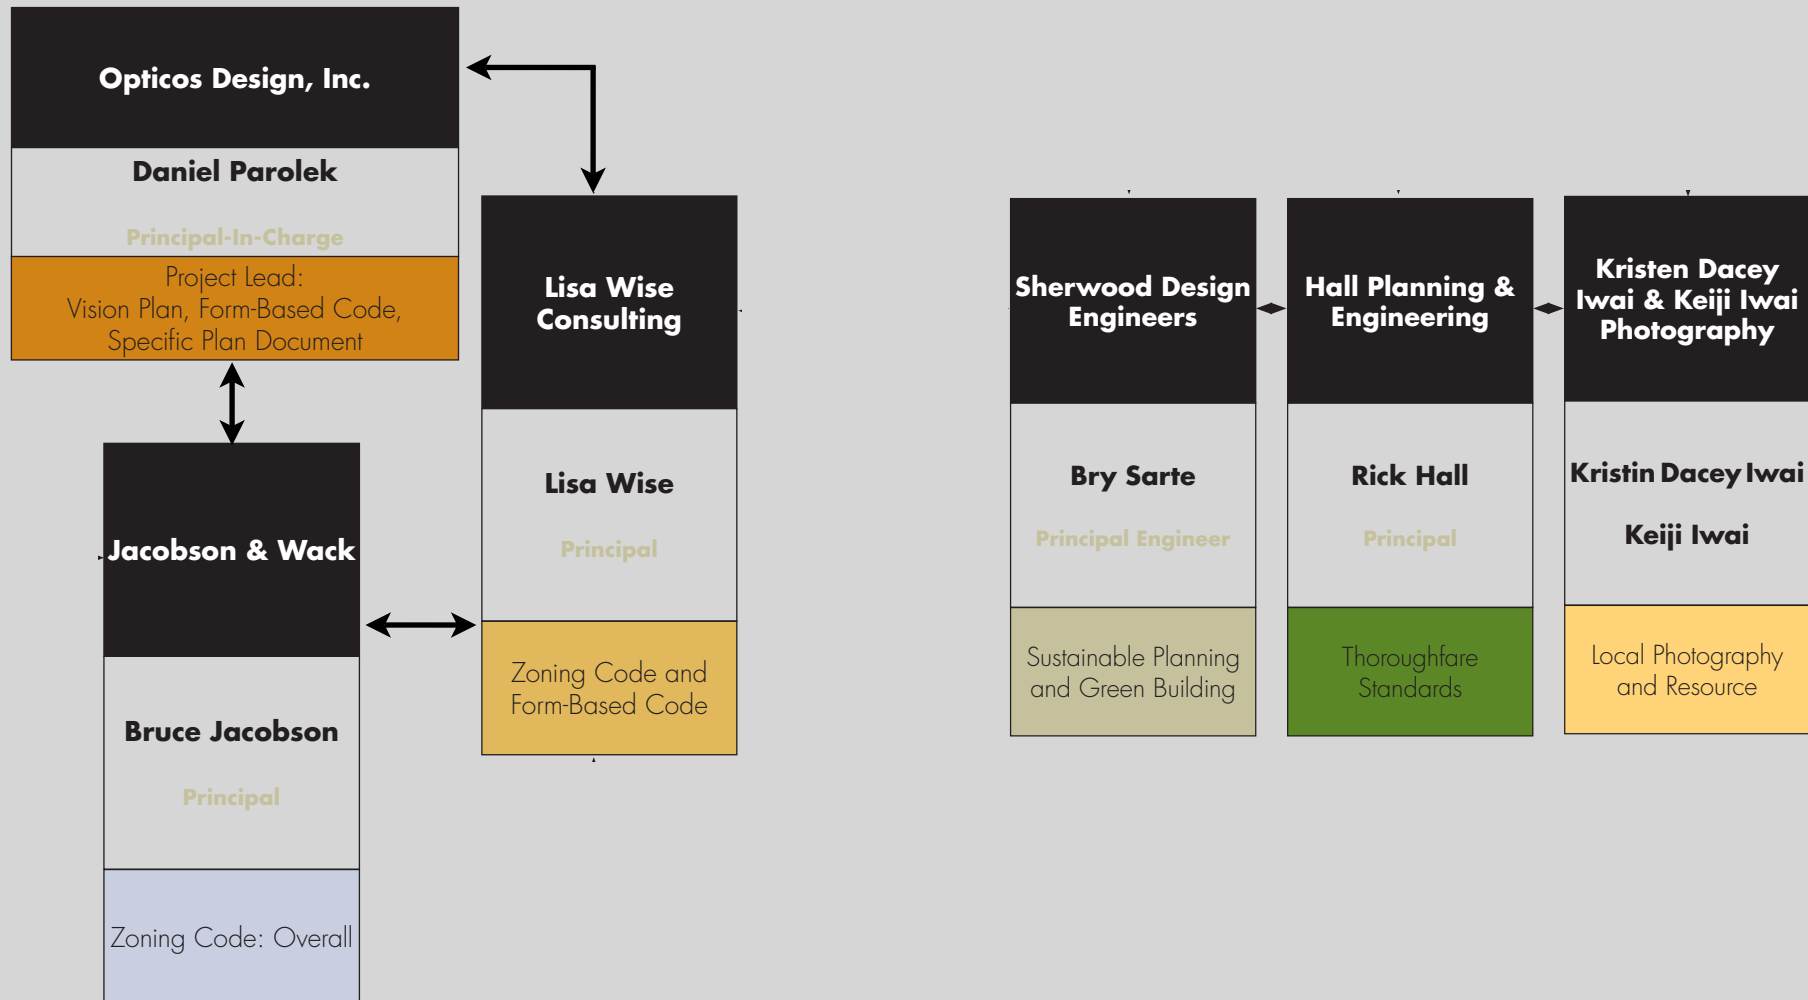 Opticos Design, Inc.
Daniel Parolek
Principal-In-Charge
Project Lead:
Vision Plan, Form-Based Code,
Specific Plan Document
Jacobson & Wack
Bruce Jacobson
Principal
Zoning Code: Overall
Lisa Wise
Consulting
Lisa Wise
Principal
Zoning Code and
Form-Based Code
Sherwood Design
Engineers
Bry Sarte
Principal Engineer
Sustainable Planning
and Green Building
Hall Planning &
Engineering
Rick Hall
Principal
Thoroughfare
Standards
Kristen Dacey
Iwai & Keiji Iwai
Photography
Kristin Dacey Iwai
Keiji Iwai
Local Photography
and Resource